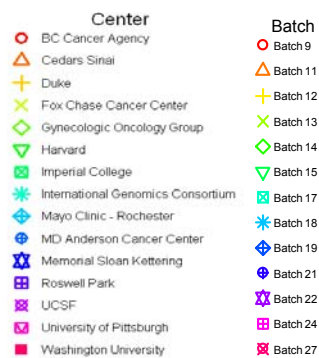 Center
BC Cancer Agency
Cedars Sinai
Duke
Fox Chase Cancer Center
Gynecologic Oncology Group
Harvard
Imperial College
International Genomics Consortium
Mayo Clinic - Rochester
MD Anderson Cancer Center
Memorial Sloan Kettering
Roswell Park
UCSF
University of Pittsburgh
Washington University
Batch
Batch 9
Batch 11
Batch 12
Batch 13
Batch 14
Batch 15
Batch 17
Batch 18
Batch 19
Batch 21
Batch 22
Batch 24
Batch 27